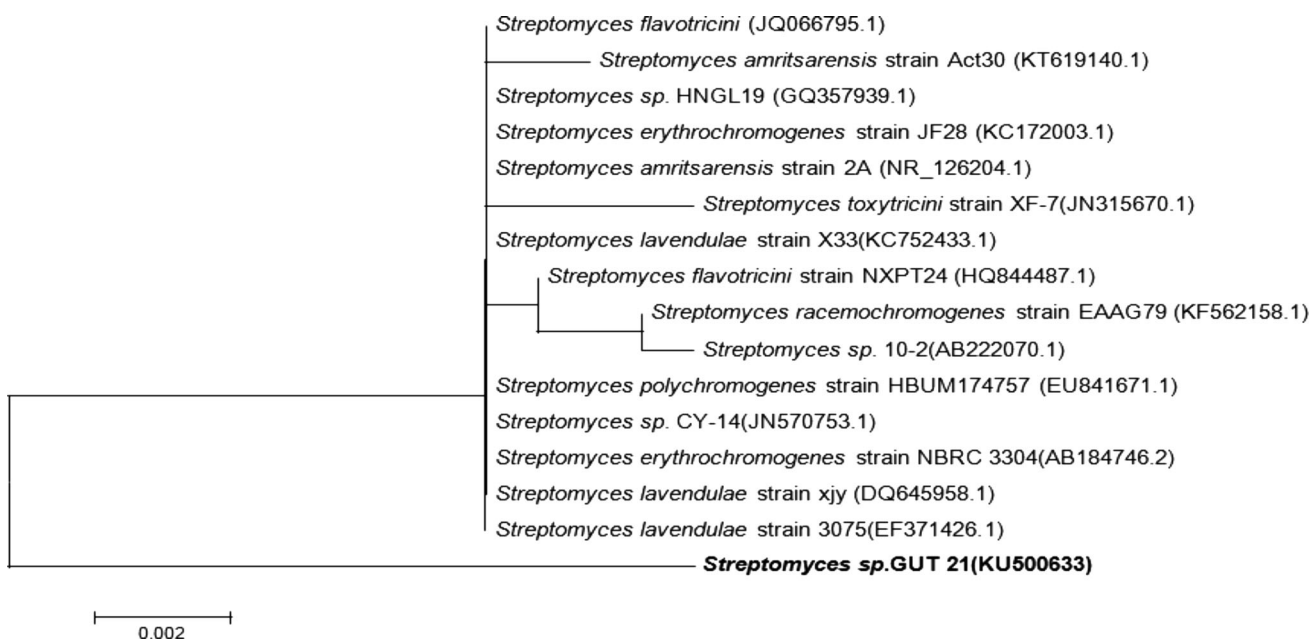 Streptomyces flavotricini (JQ066795.1)
Streptomyces amritsarensis strain Act30 (KT619140.1)
Streptomyces sp. HNGL19 (GQ357939.1)
Streptomyces erythrochromogenes strain JF28 (KC172003.1)
Streptomyces amritsarensis strain 2A (NR_126204.1)
Streptomyces toxytricini strain XF-7(JN315670.1)
Streptomyces lavendulae strain X33(KC752433.1)
Streptomyces flavotricini strain NXPT24 (HQ844487.1)
Streptomyces racemochromogenes strain EAAG79 (KF562158.1)
Streptomyces sp. 10-2(AB222070.1)
Streptomyces polychromogenes strain HBUM174757 (EU841671.1)
Streptomyces sp. CY-14(JN570753.1)
Streptomyces erythrochromogenes strain NBRC 3304(AB184746.2)
Streptomyces lavendulae strain xjy (DQ645958.1)
Streptomyces lavendulae strain 3075(EF371426.1)
Streptomyces sp.GUT 21(KU500633)
0.002